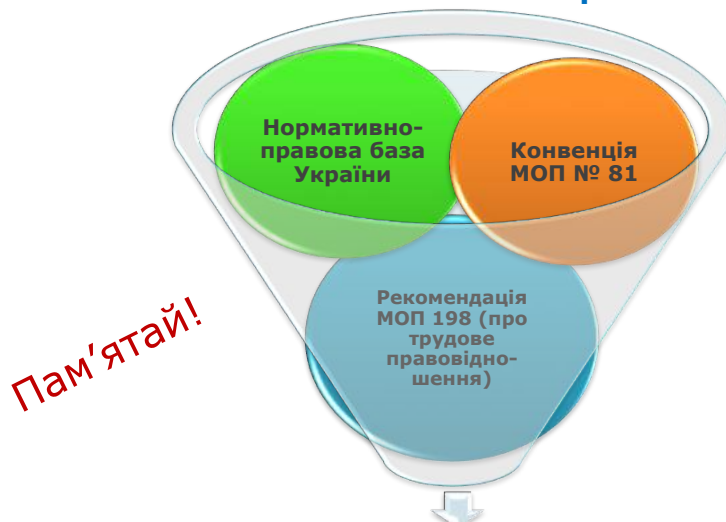 Нормативно-
правова база
України
Конвенція
МОП № 81
Рекомендація
МОП 198 (про
трудове
правовідно-
шення)
Пам’ятай!